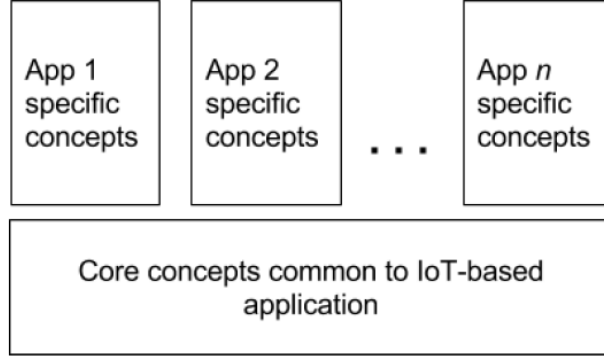 App 1
specific
concepts
App 2
specific
concepts
. . .
App n
specific
concepts
Core concepts common to IoT-based
application